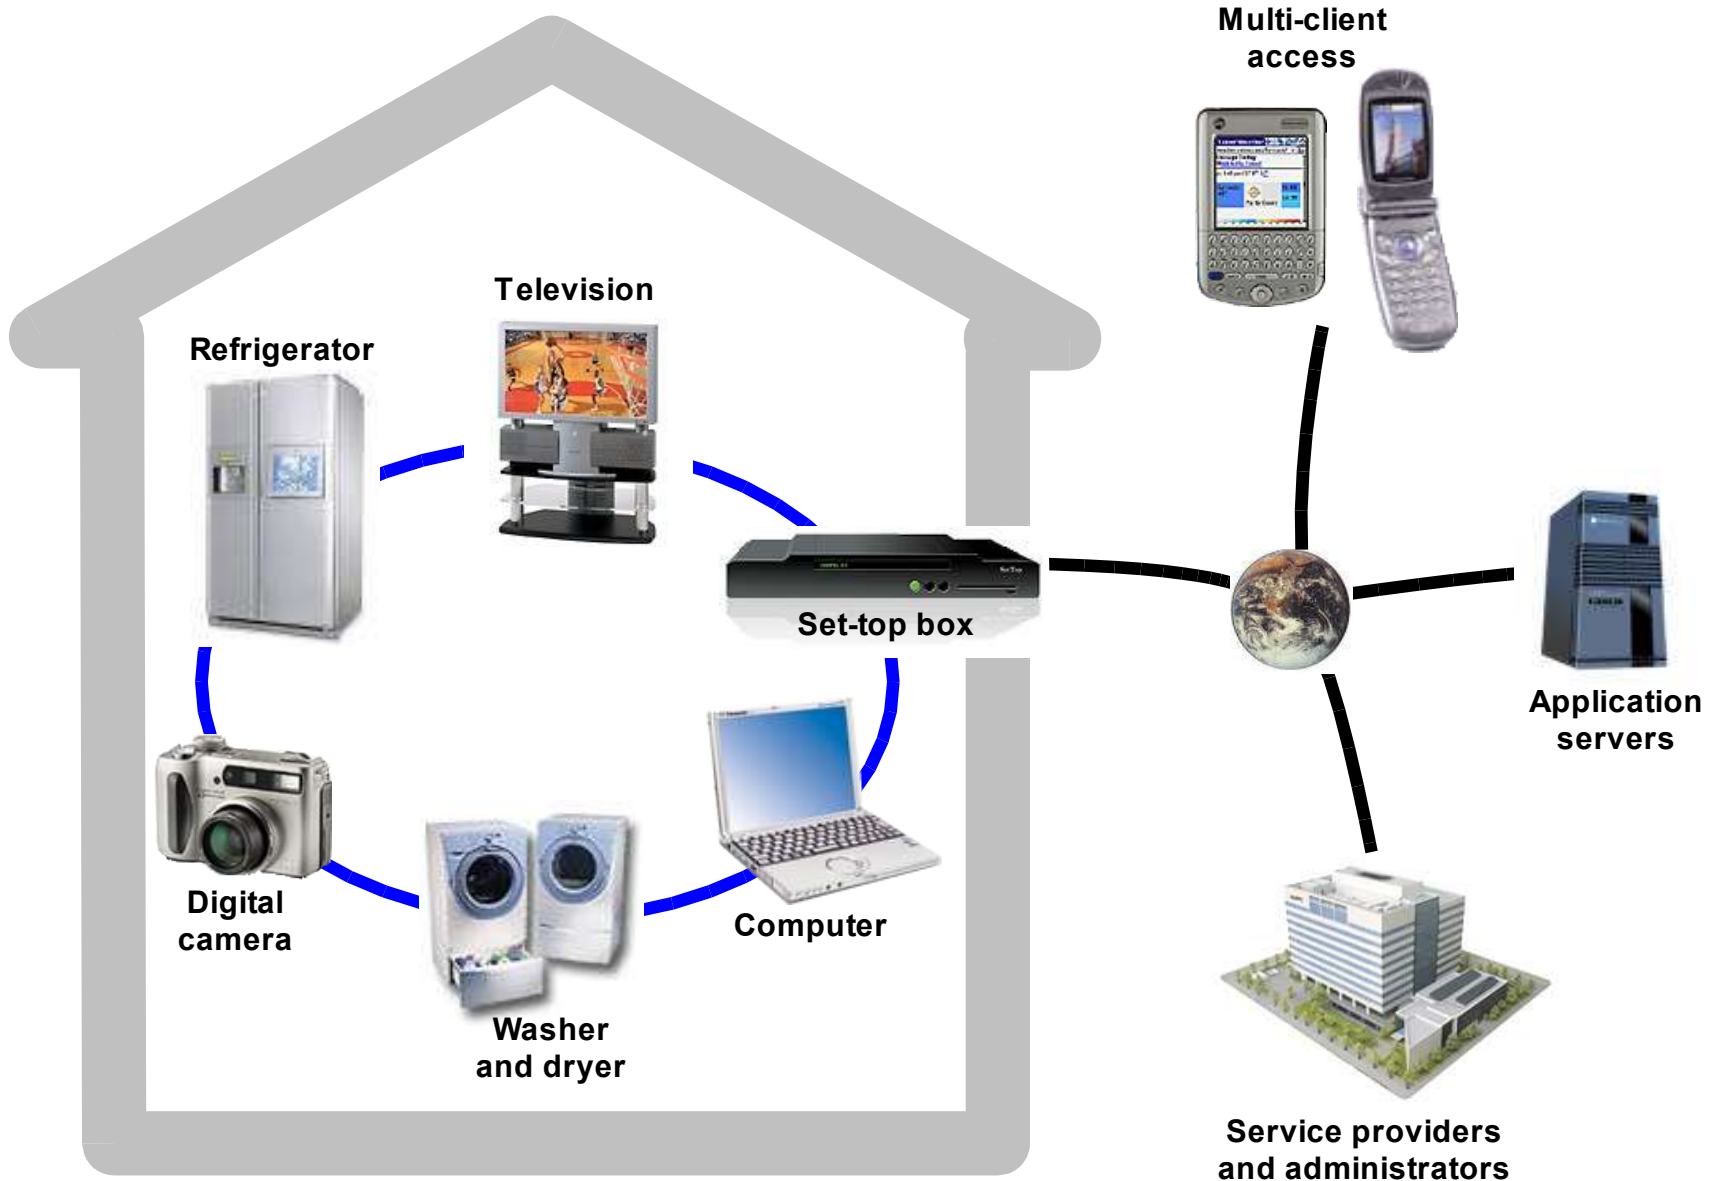 Multi-client
access
Television
Refrigerator
Set-top box
Application
servers
Digital
camera
Computer
Washer
and dryer
Service providers
and administrators